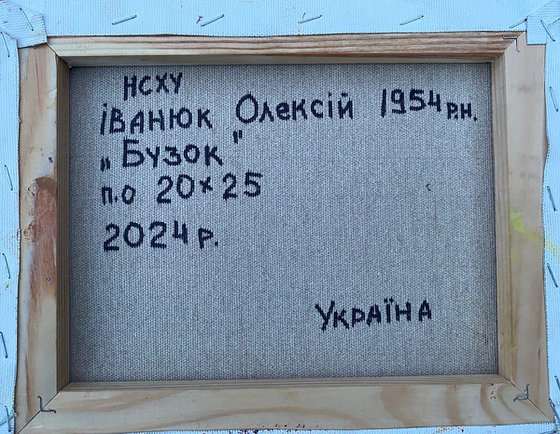 НСХУ
іВАНЮК Олексій 1954 р.н.
„Бузок"
п.о 20×25
2024 р.
Україна